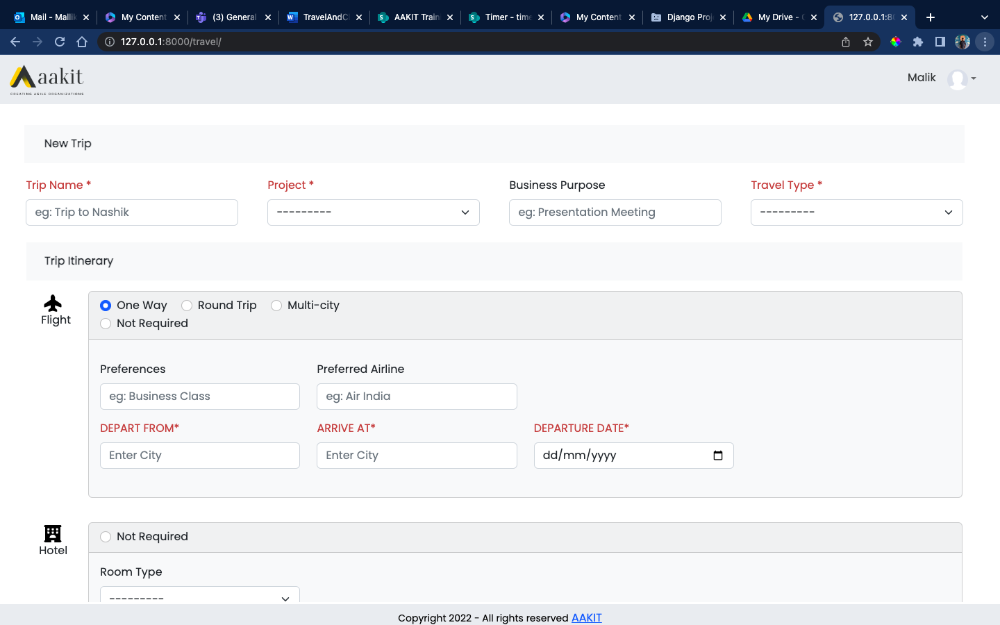 Mail - Mallik
My Content
(3) General
TravelAndCl
AAKIT Train
Timer - time
My Content
Django Proj
My Drive - G
127.0.0.1:80
127.0.0.1:8000/travel/
aakit
CREATING AGILE ORGANIZATIONS
Malik
New Trip
Trip Name * Project * Business Purpose Travel Type *
eg: Trip to Nashik --------- eg: Presentation Meeting ---------
Trip Itinerary
Flight
One Way Round Trip Multi-city
Not Required
Preferences Preferred Airline
eg: Business Class eg: Air India
DEPART FROM* ARRIVE AT* DEPARTURE DATE*
Enter City Enter City dd/mm/yyyy
Hotel
Not Required
Room Type
---------
Copyright 2022 - All rights reserved AAKIT